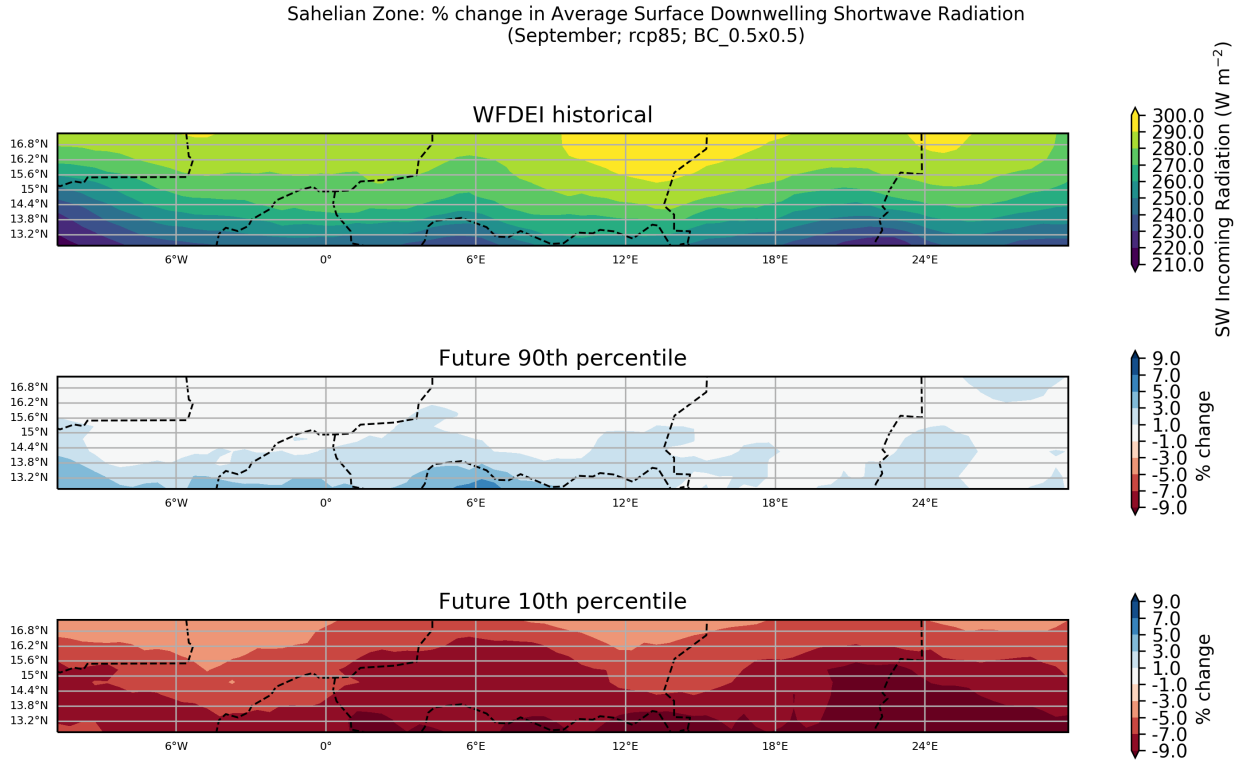 Sahelian Zone: % change in Average Surface Downwelling Shortwave Radiation
(September; rcp85; BC_0.5x0.5)
WFDEI historical
16.8°N
16.2°N
15.6°N
15°N
14.4°N
13.8°N
13.2°N
6°W 0° 6°E 12°E 18°E 24°E
300.0
290.0
280.0
270.0
260.0
250.0
240.0
230.0
220.0
210.0
SW Incoming Radiation (W m⁻²)
Future 90th percentile
16.8°N
16.2°N
15.6°N
15°N
14.4°N
13.8°N
13.2°N
6°W 0° 6°E 12°E 18°E 24°E
9.0
7.0
5.0
3.0
1.0
-1.0
-3.0
-5.0
-7.0
-9.0
% change
Future 10th percentile
16.8°N
16.2°N
15.6°N
15°N
14.4°N
13.8°N
13.2°N
6°W 0° 6°E 12°E 18°E 24°E
9.0
7.0
5.0
3.0
1.0
-1.0
-3.0
-5.0
-7.0
-9.0
% change